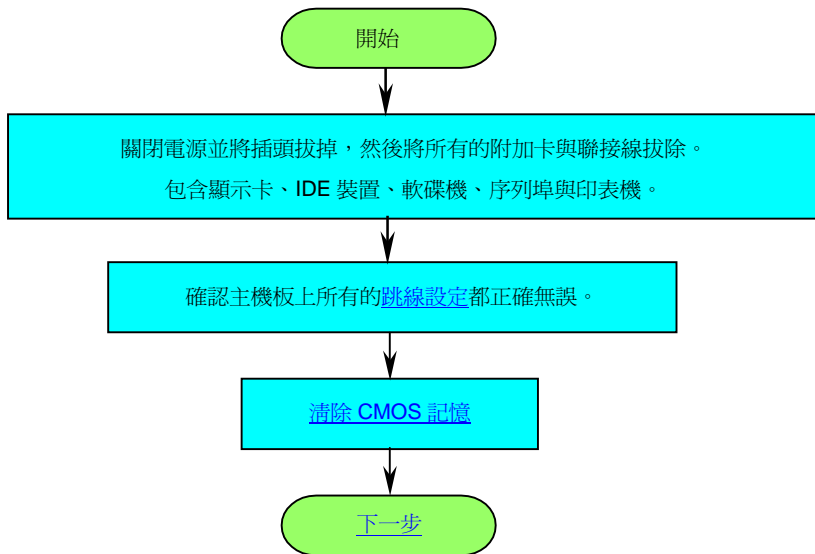 開始
關閉電源並將插頭拔掉，然後將所有的附加卡與聯接線拔除。
包含顯示卡、IDE 裝置、軟碟機、序列埠與印表機。
確認主機板上所有的跳線設定都正確無誤。
清除 CMOS 記憶
下一步